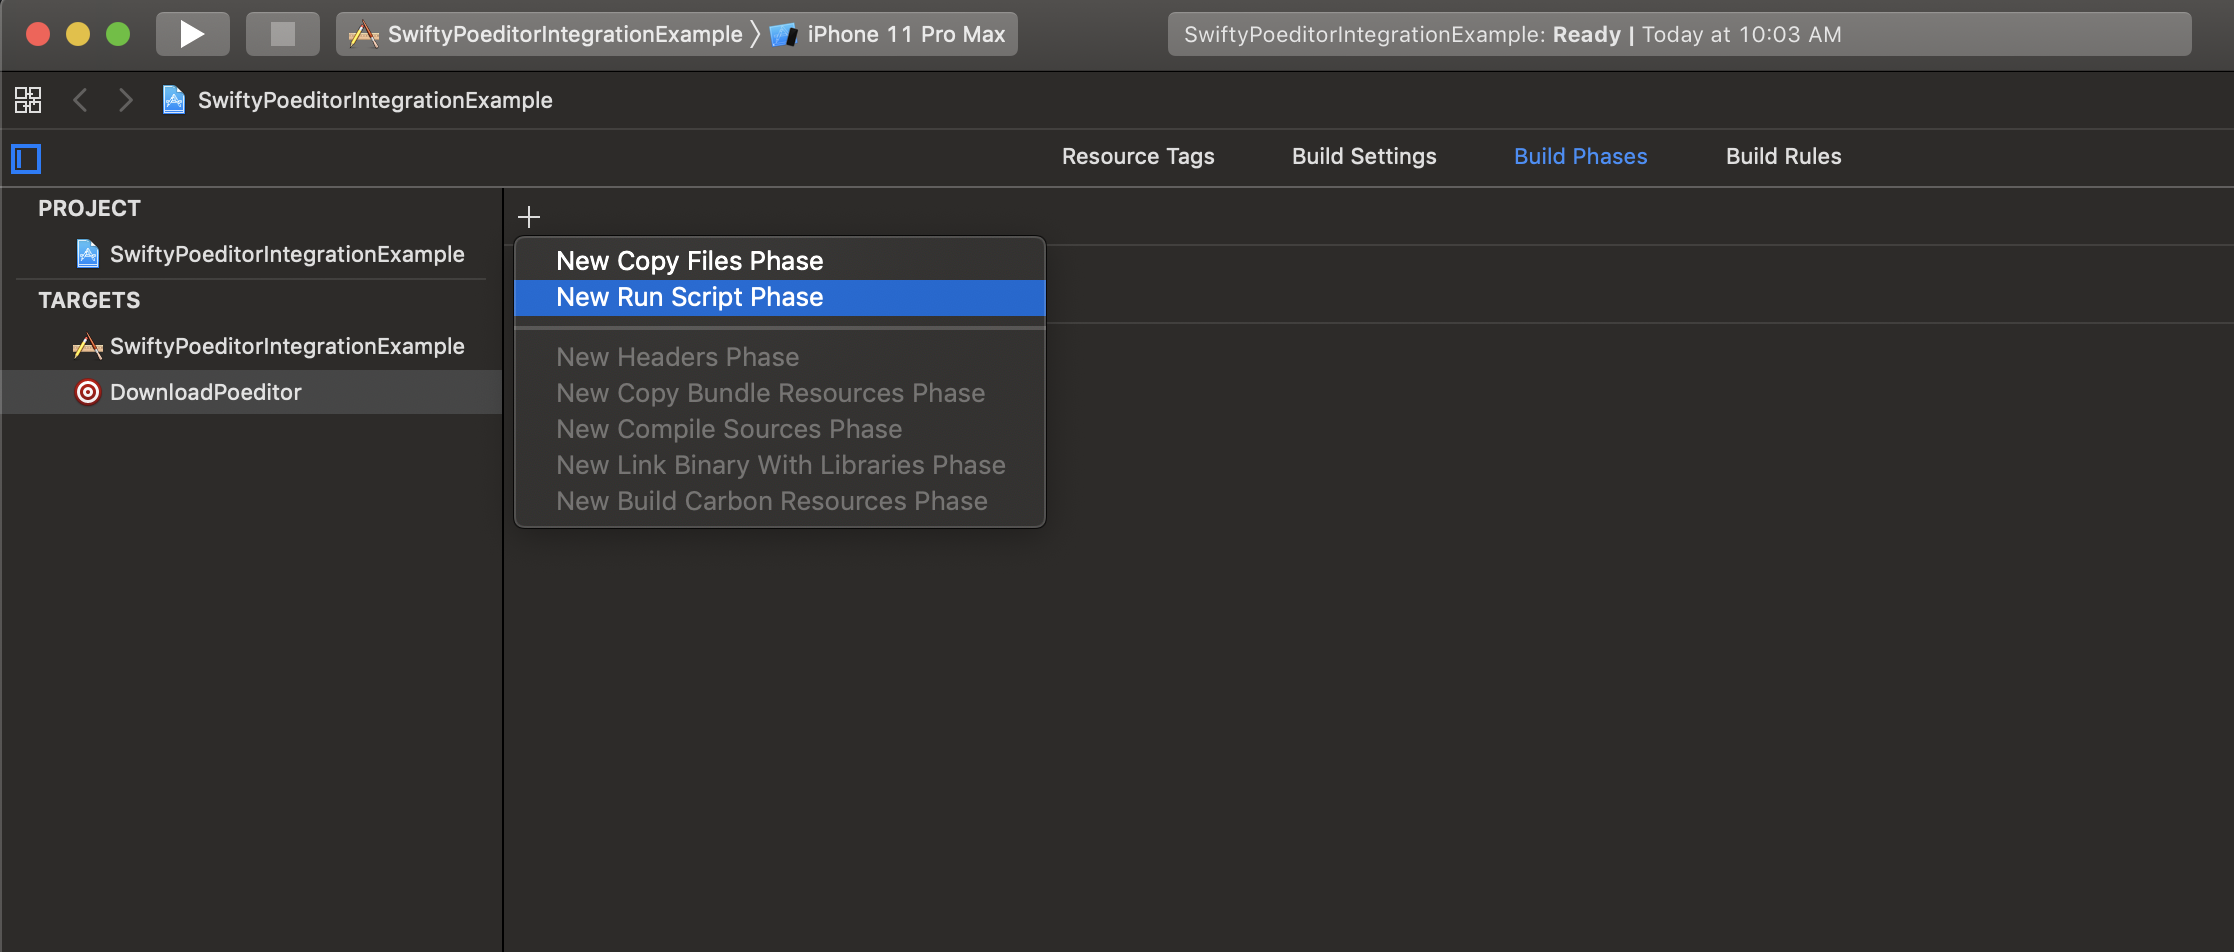 SwiftyPoeditorIntegrationExample
iPhone 11 Pro Max
SwiftyPoeditorIntegrationExample: Ready | Today at 10:03 AM
SwiftyPoeditorIntegrationExample
Resource Tags
Build Settings
Build Phases
Build Rules
PROJECT
SwiftyPoeditorIntegrationExample
TARGETS
SwiftyPoeditorIntegrationExample
DownloadPoeditor
New Copy Files Phase
New Run Script Phase
New Headers Phase
New Copy Bundle Resources Phase
New Compile Sources Phase
New Link Binary With Libraries Phase
New Build Carbon Resources Phase